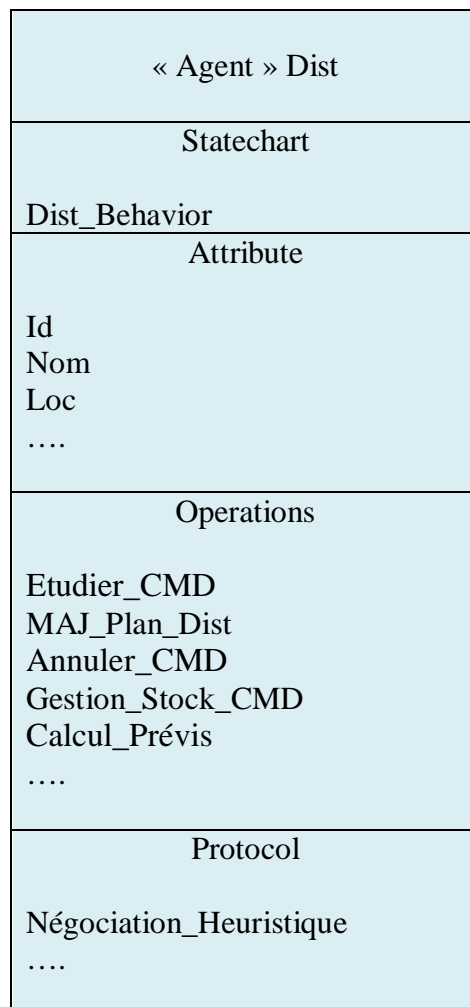 « Agent » Dist
Statechart
Dist_Behavior
Attribute
Id
Nom
Loc
….
Operations
Etudier_CMD
MAJ_Plan_Dist
Annuler_CMD
Gestion_Stock_CMD
Calcul_Prévis
….
Protocol
Négociation_Heuristique
….